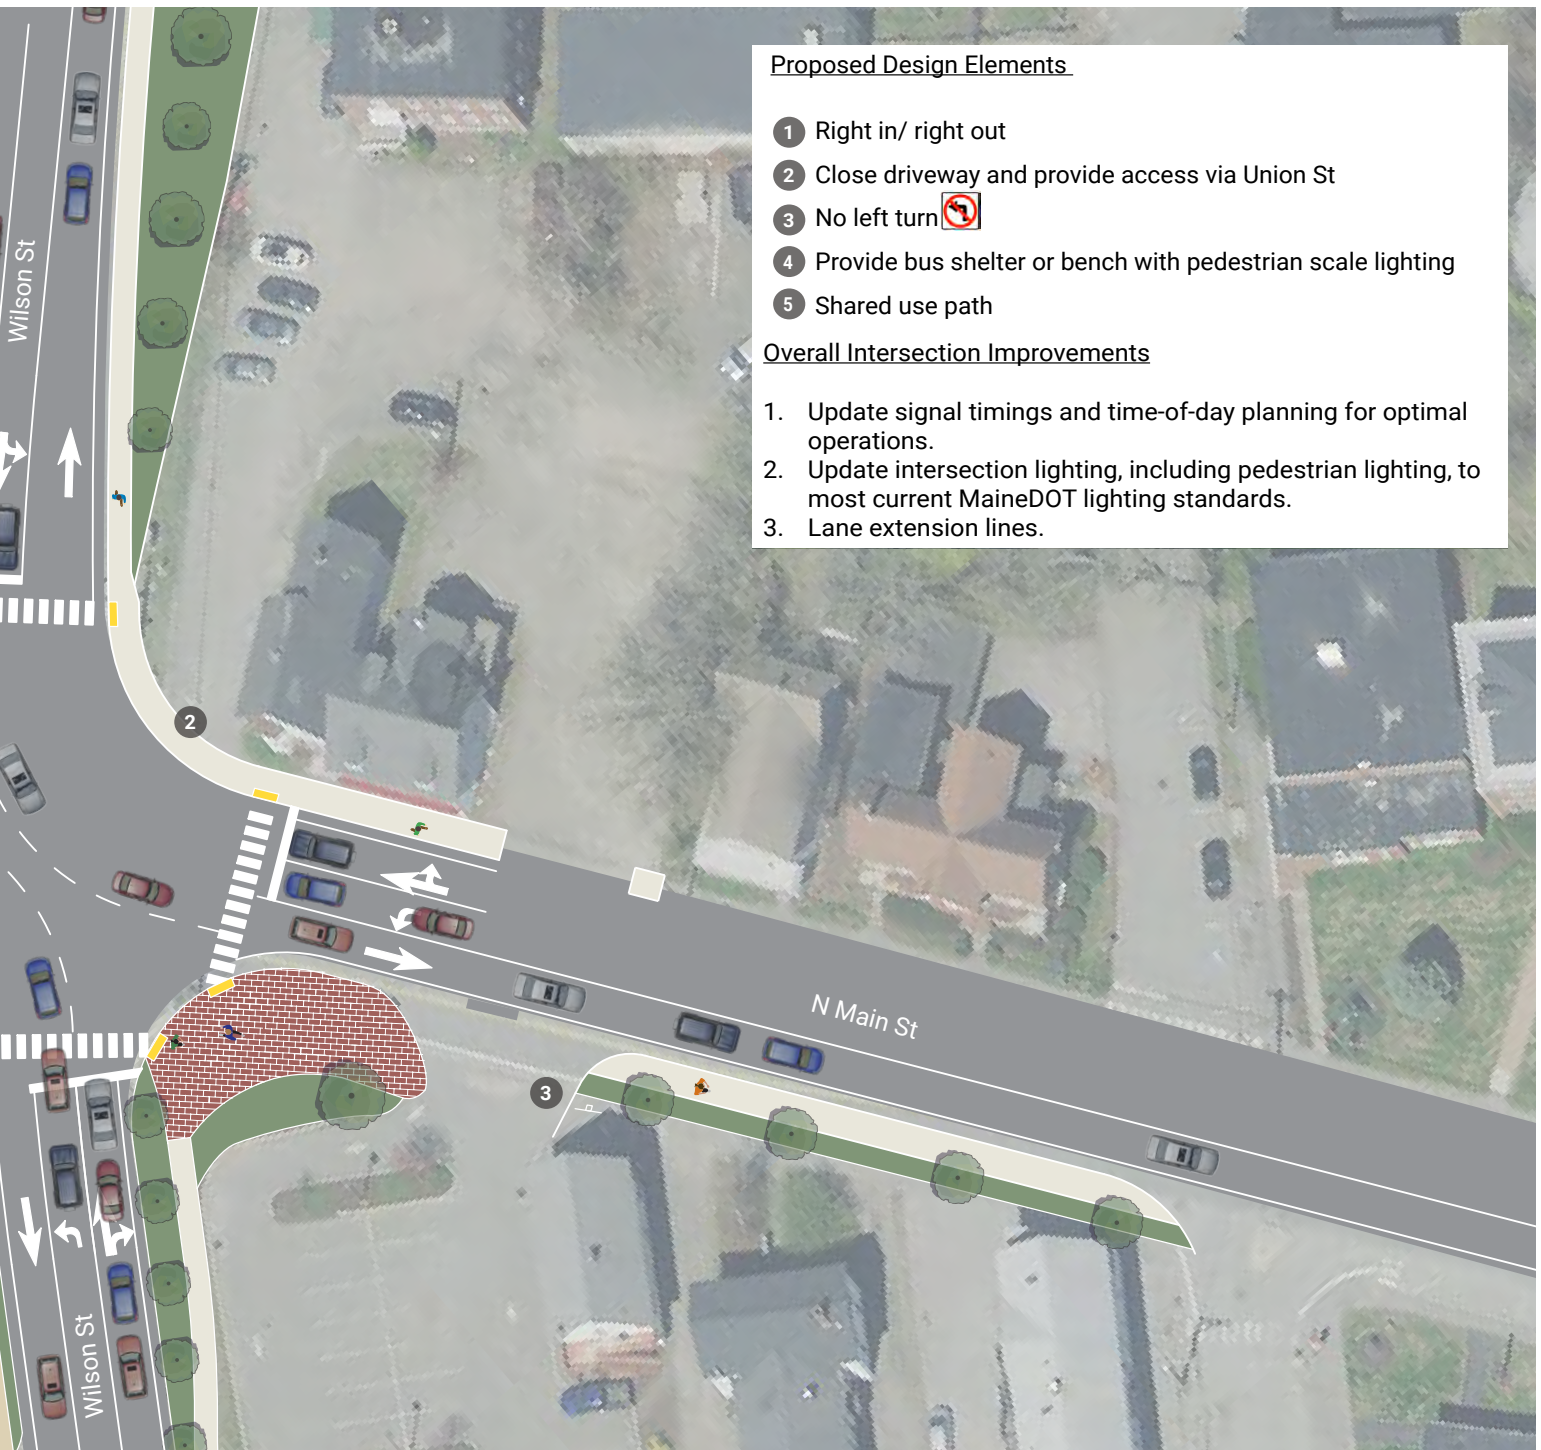 Proposed Design Elements
1 Right in/ right out
2 Close driveway and provide access via Union St
3 No left turn
4 Provide bus shelter or bench with pedestrian scale lighting
5 Shared use path
Overall Intersection Improvements
1. Update signal timings and time-of-day planning for optimal
operations.
2. Update intersection lighting, including pedestrian lighting, to
most current MaineDOT lighting standards.
3. Lane extension lines.
Wilson St
2
N Main St
3
Wilson St